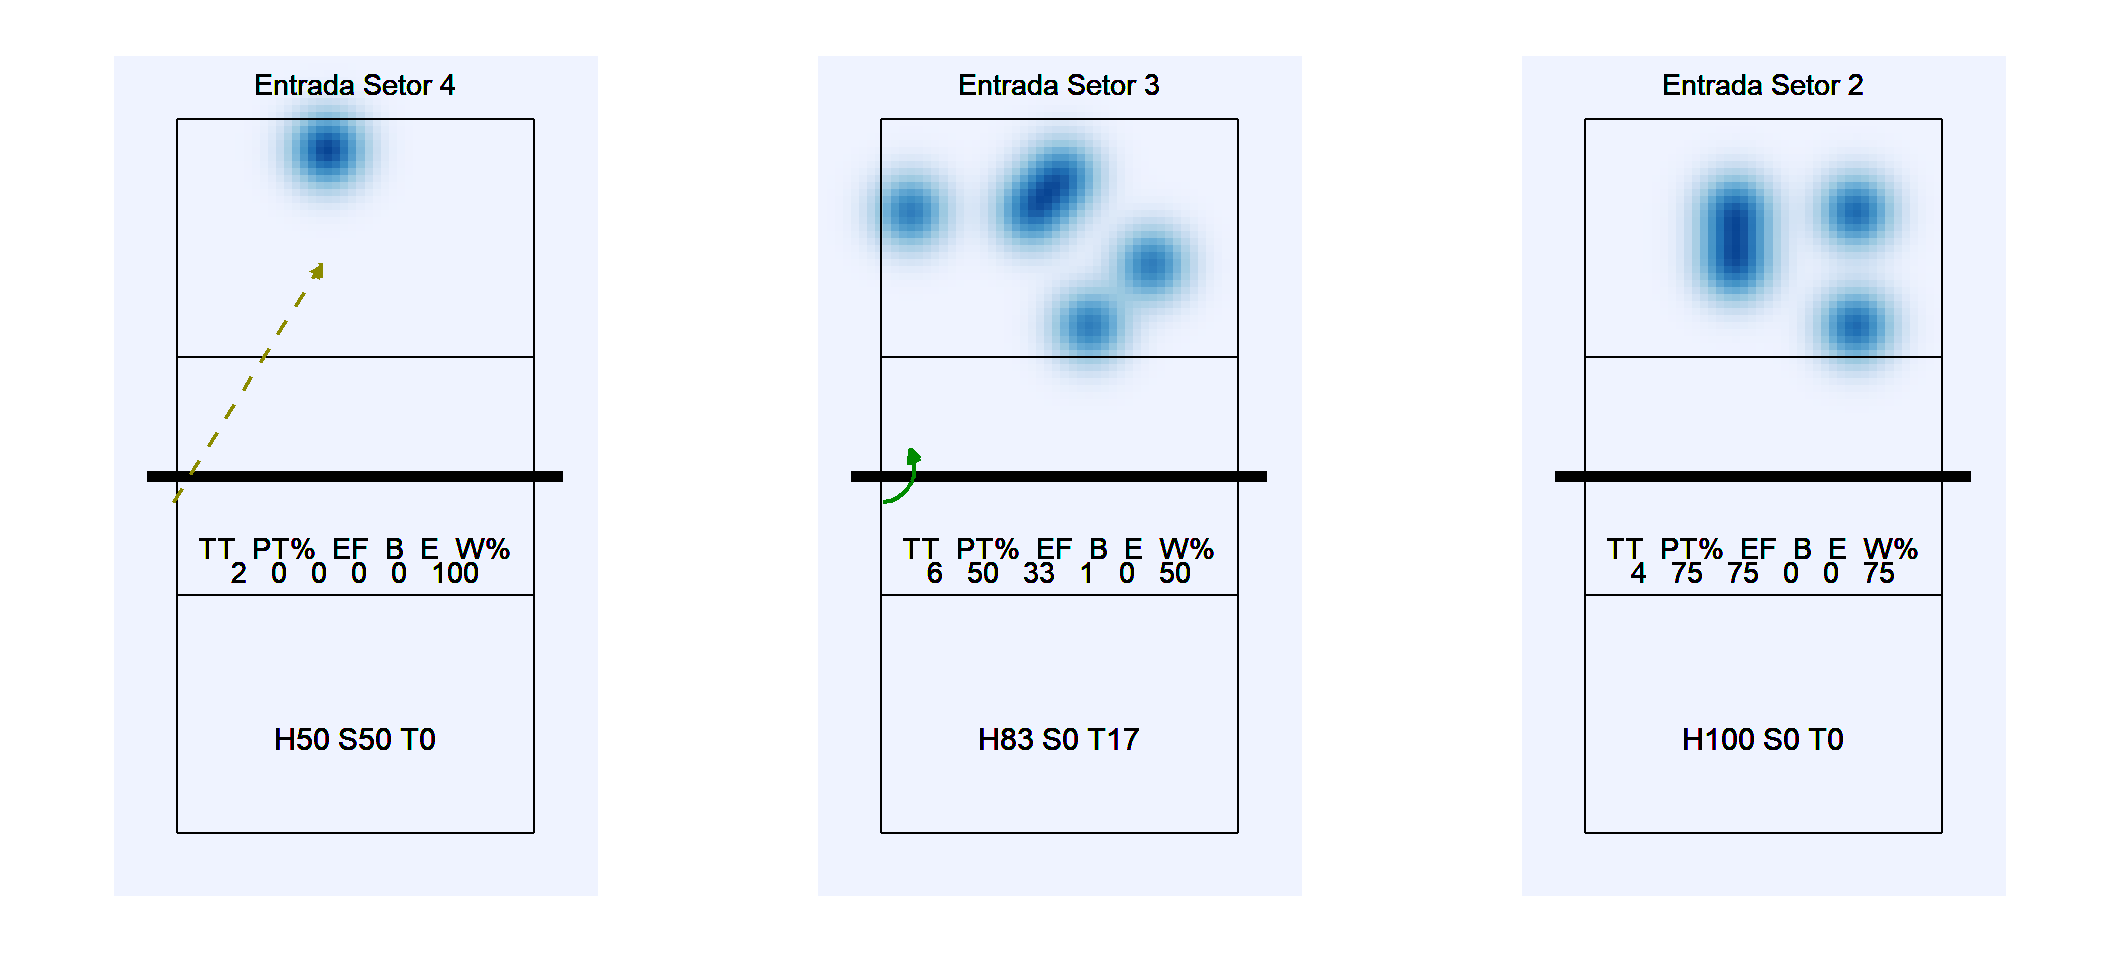 Entrada Setor 4
TT PT% EF B E W%
2 0 0 0 0 100
H50 S50 T0
Entrada Setor 3
TT PT% EF B E W%
6 50 33 1 0 50
H83 S0 T17
Entrada Setor 2
TT PT% EF B E W%
4 75 75 0 0 75
H100 S0 T0